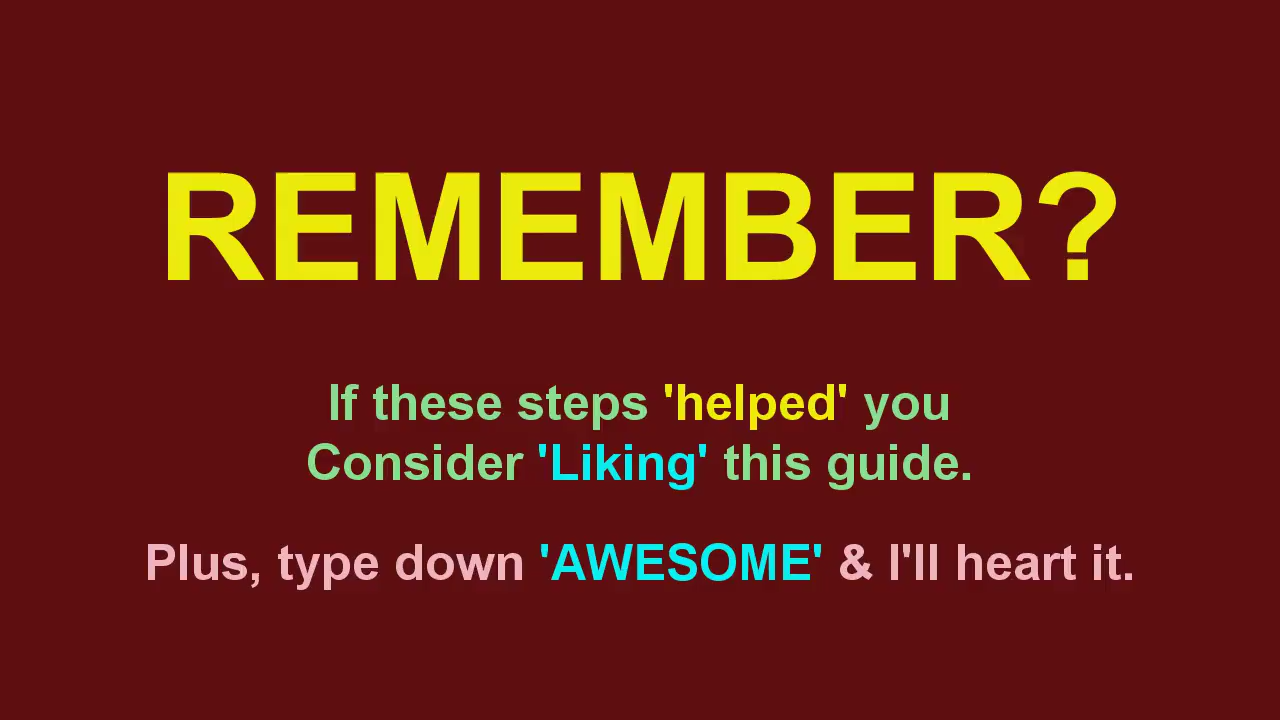 REMEMBER?
If these steps 'helped' you
Consider 'Liking' this guide.
Plus, type down 'AWESOME' & I'll heart it.